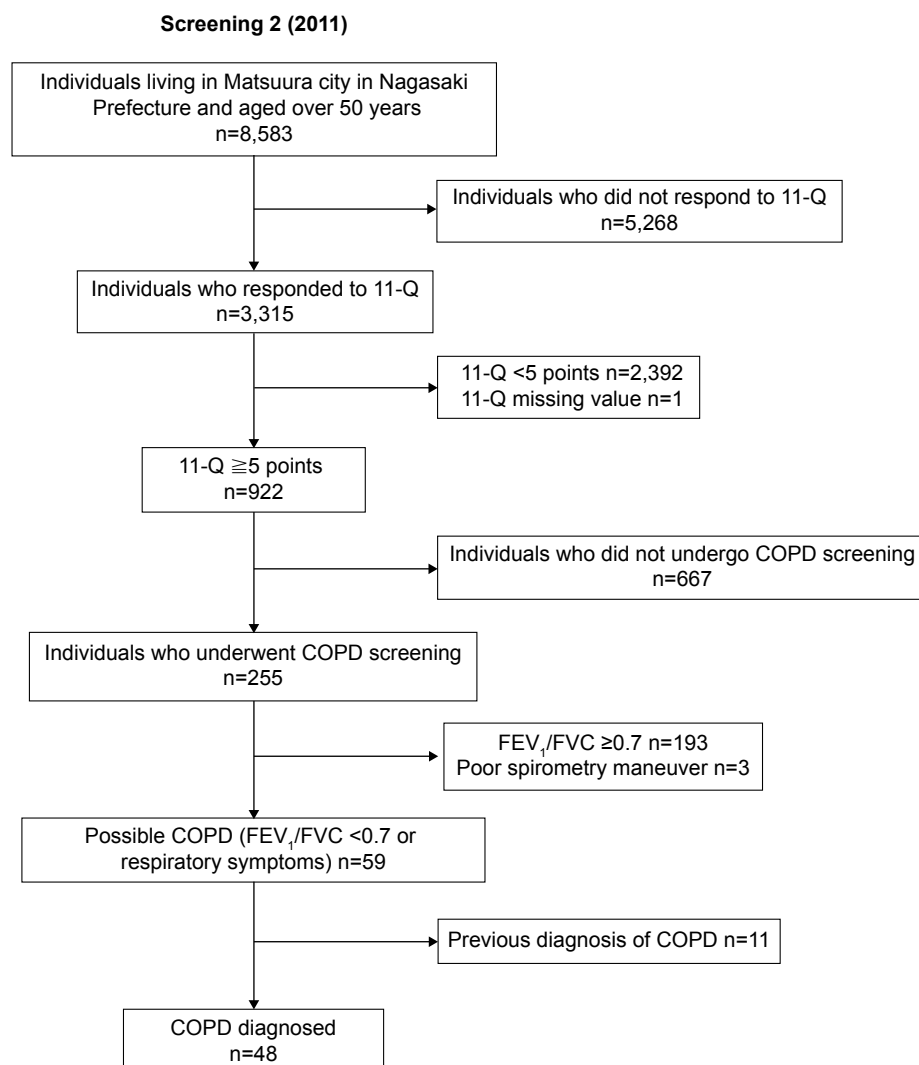 Screening 2 (2011)
Individuals living in Matsuura city in Nagasaki
Prefecture and aged over 50 years
n=8,583
Individuals who did not respond to 11-Q
n=5,268
Individuals who responded to 11-Q
n=3,315
11-Q <5 points n=2,392
11-Q missing value n=1
11-Q ≧5 points
n=922
Individuals who did not undergo COPD screening
n=667
Individuals who underwent COPD screening
n=255
FEV₁/FVC ≥0.7 n=193
Poor spirometry maneuver n=3
Possible COPD (FEV₁/FVC <0.7 or
respiratory symptoms) n=59
Previous diagnosis of COPD n=11
COPD diagnosed
n=48